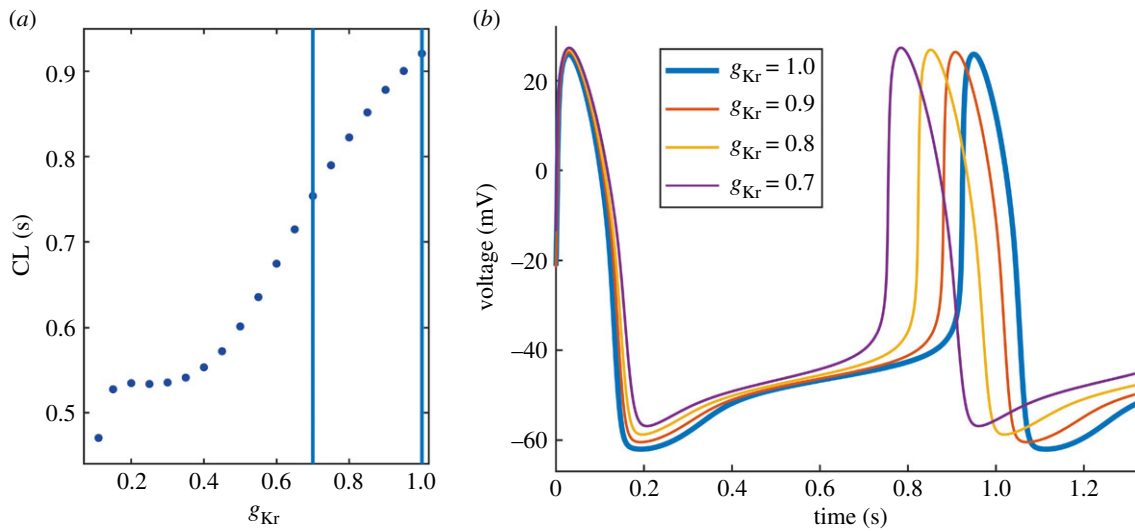 (a)
0.9
0.8
CL (s)
0.7
0.6
0.5
0.2 0.4 0.6 0.8 1.0
gKr
(b)
20
0
voltage (mV)
−20
−40
−60
gKr = 1.0
gKr = 0.9
gKr = 0.8
gKr = 0.7
0 0.2 0.4 0.6 0.8 1.0 1.2
time (s)